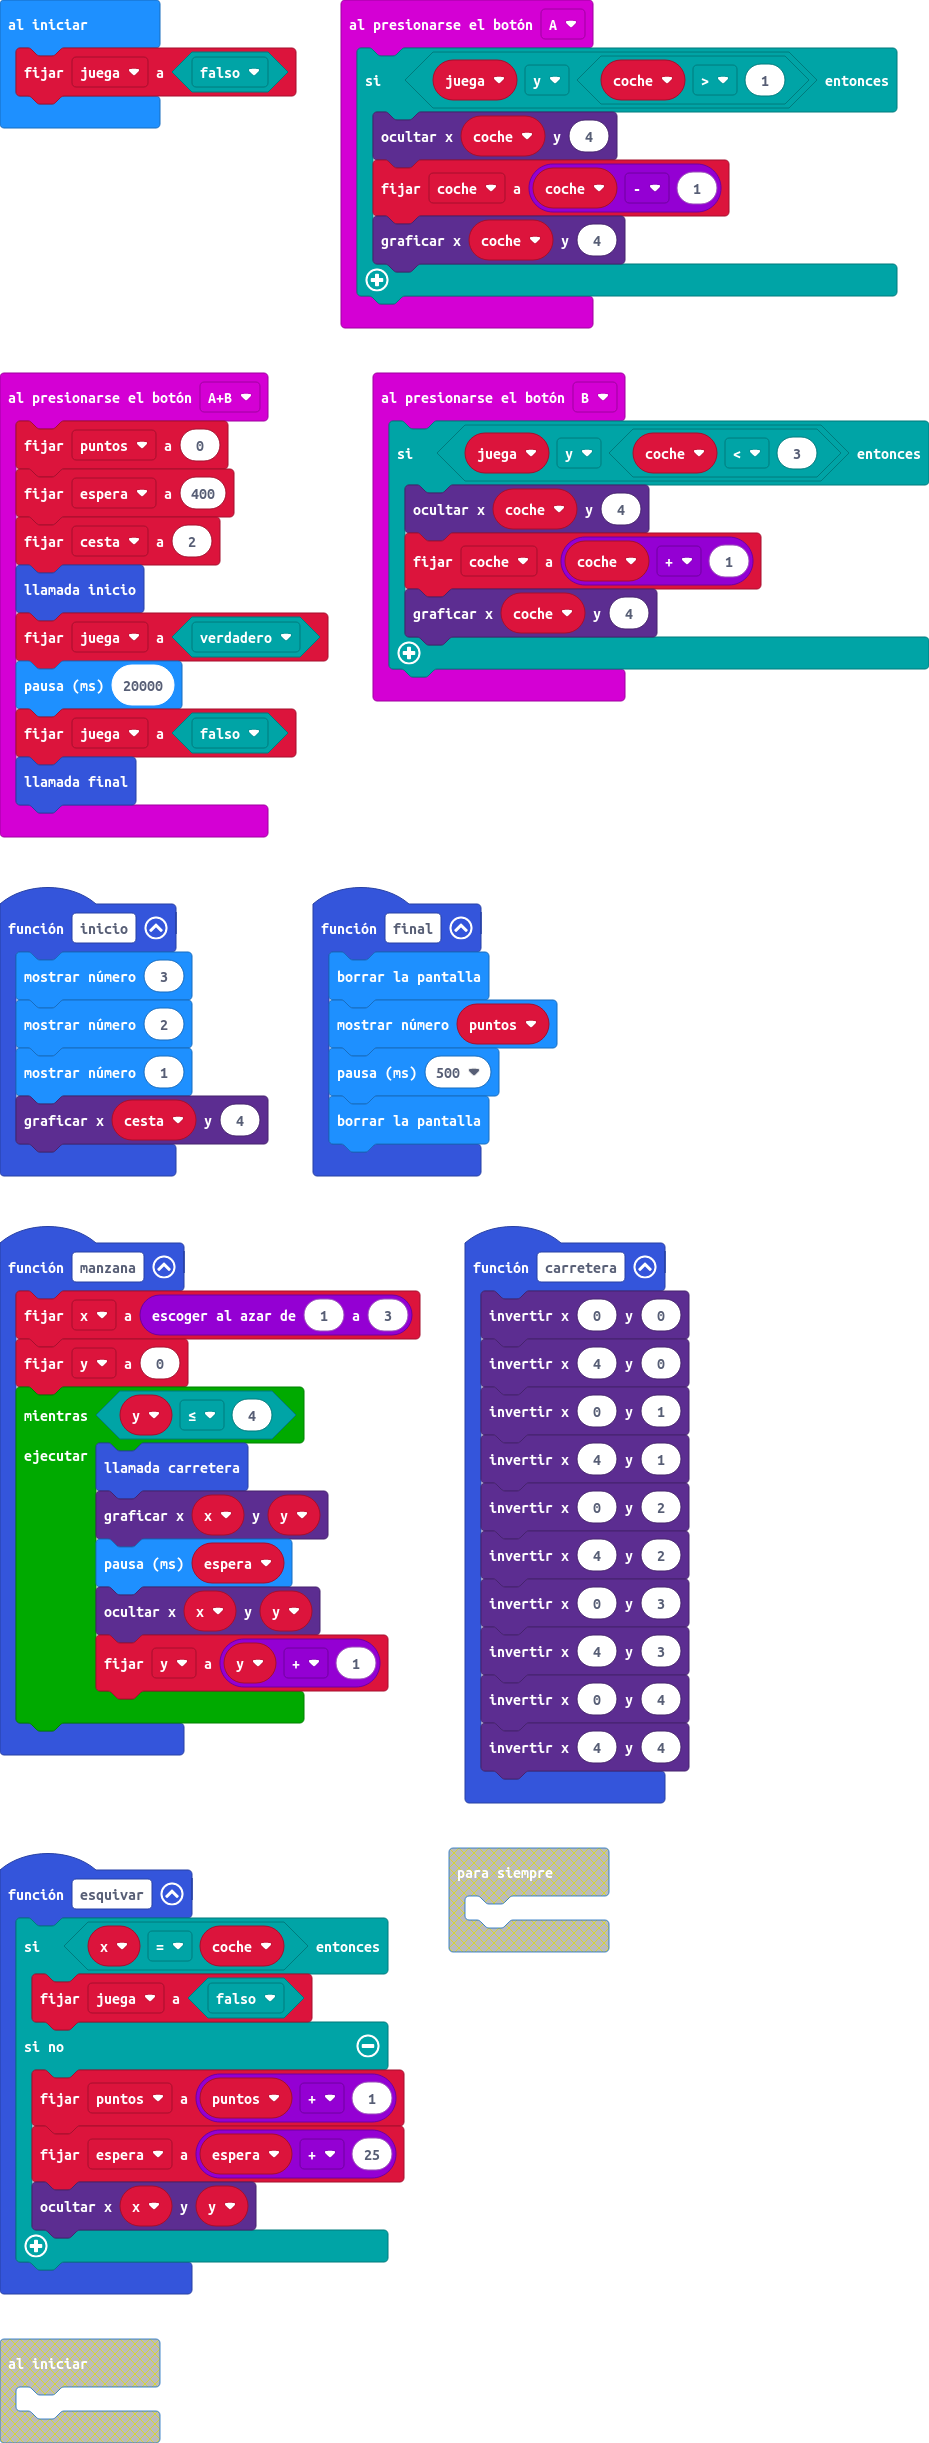 al iniciar
fijar juega a falso
al presionarse el botón A
si juega y coche > 1 entonces
ocultar x coche y 4
fijar coche a coche - 1
graficar x coche y 4
al presionarse el botón A+B
fijar puntos a 0
fijar espera a 400
fijar cesta a 2
llamada inicio
fijar juega a verdadero
pausa (ms) 20000
fijar juega a falso
llamada final
al presionarse el botón B
si juega y coche < 3 entonces
ocultar x coche y 4
fijar coche a coche + 1
graficar x coche y 4
función inicio
mostrar número 3
mostrar número 2
mostrar número 1
graficar x cesta y 4
función final
borrar la pantalla
mostrar número puntos
pausa (ms) 500
borrar la pantalla
función manzana
fijar x a escoger al azar de 1 a 3
fijar y a 0
mientras y ≤ 4
ejecutar
llamada carretera
graficar x x y y
pausa (ms) espera
ocultar x x y y
fijar y a y + 1
función carretera
invertir x 0 y 0
invertir x 4 y 0
invertir x 0 y 1
invertir x 4 y 1
invertir x 0 y 2
invertir x 4 y 2
invertir x 0 y 3
invertir x 4 y 3
invertir x 0 y 4
invertir x 4 y 4
función esquivar
si x = coche entonces
fijar juega a falso
si no
fijar puntos a puntos + 1
fijar espera a espera + 25
ocultar x x y y
para siempre
al iniciar